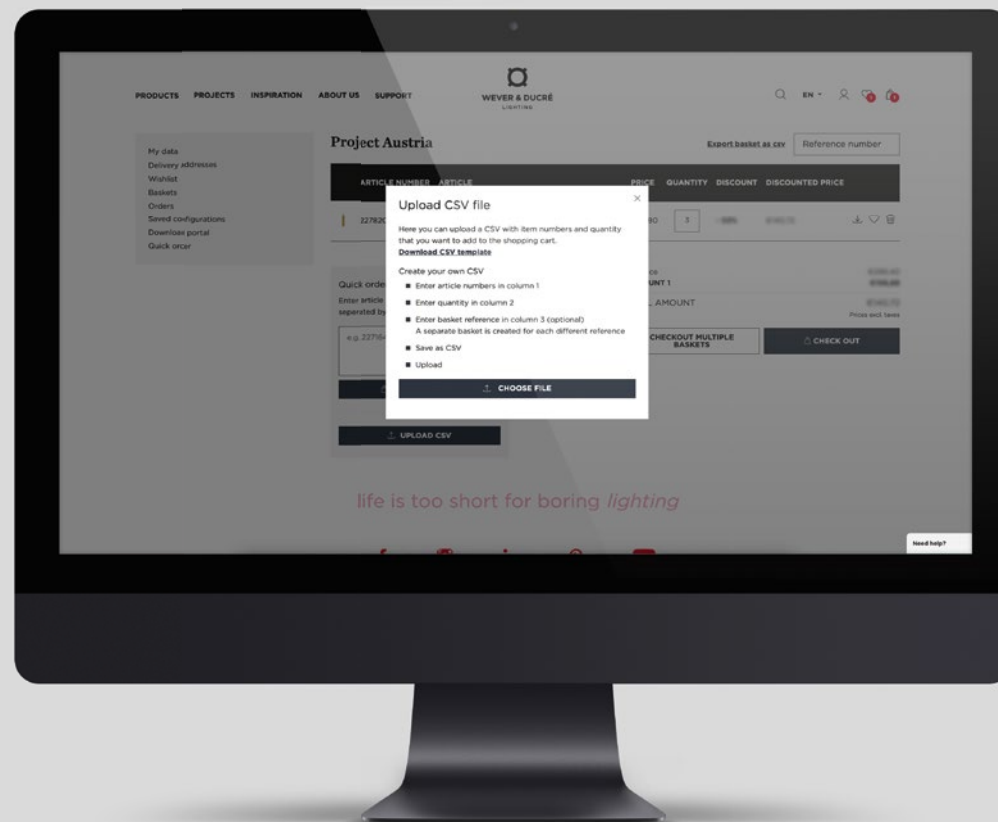 PRODUCTS PROJECTS INSPIRATION ABOUT US SUPPORT
WEVER & DUCRÉ
LIGHTING
EN
My data
Delivery addresses
Wishlist
Baskets
Orders
Saved configurations
Download portal
Quick order
Project Austria
Export basket as csv
Reference number
ARTICLE NUMBER ARTICLE PRICE QUANTITY DISCOUNT DISCOUNTED PRICE
3
Upload CSV file
Here you can upload a CSV with item numbers and quantity
that you want to add to the shopping cart.
Download CSV template
Create your own CSV
Enter article numbers in column 1
Enter quantity in column 2
Enter basket reference in column 3 (optional)
A separate basket is created for each different reference
Save as CSV
Upload
CHOOSE FILE
Enter article
separated by
UPLOAD CSV
AMOUNT
Prices excl. taxes
CHECKOUT MULTIPLE
BASKETS
CHECK OUT
life is too short for boring lighting
Need help?